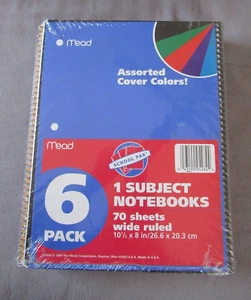 Mead
Assorted
Cover Colors!
Mead
SCHOOL PAK
6
PACK
1 SUBJECT
NOTEBOOKS
70 sheets
wide ruled
10½ x 8 in/26.6 x 20.3 cm